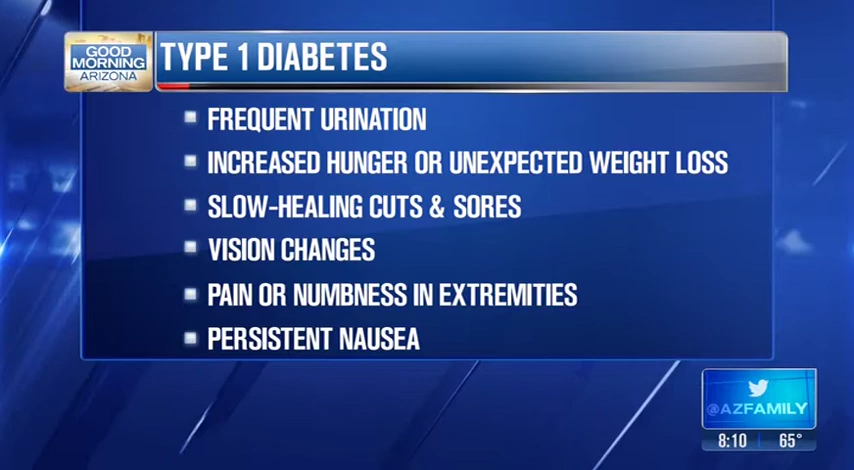 GOOD
MORNING
ARIZONA
TYPE 1 DIABETES
FREQUENT URINATION
INCREASED HUNGER OR UNEXPECTED WEIGHT LOSS
SLOW-HEALING CUTS & SORES
VISION CHANGES
PAIN OR NUMBNESS IN EXTREMITIES
PERSISTENT NAUSEA
@AZFAMILY
8:10 65°